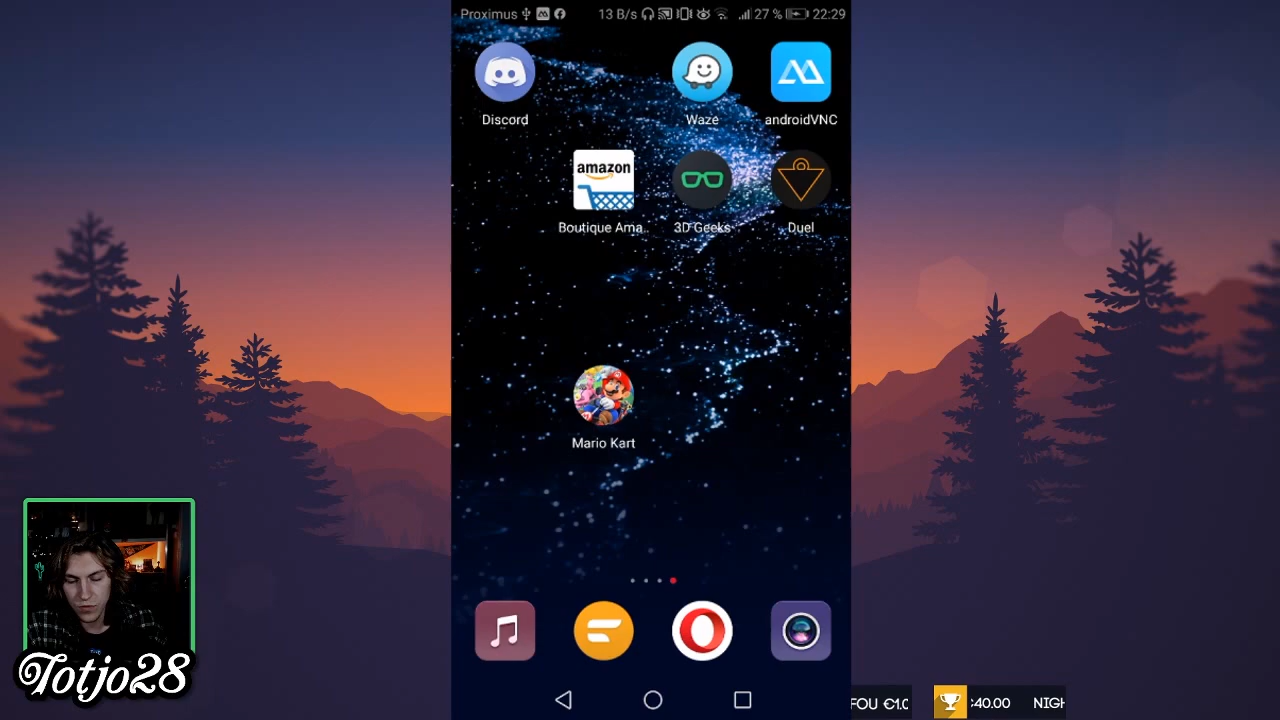 Proximus 13 B/s 27 % 22:29
Discord
Waze
androidVNC
amazon
Boutique Ama...
3D Geeks
Duel
Mario Kart
Totjo28
FOU €1.0
€40.00 NIGH